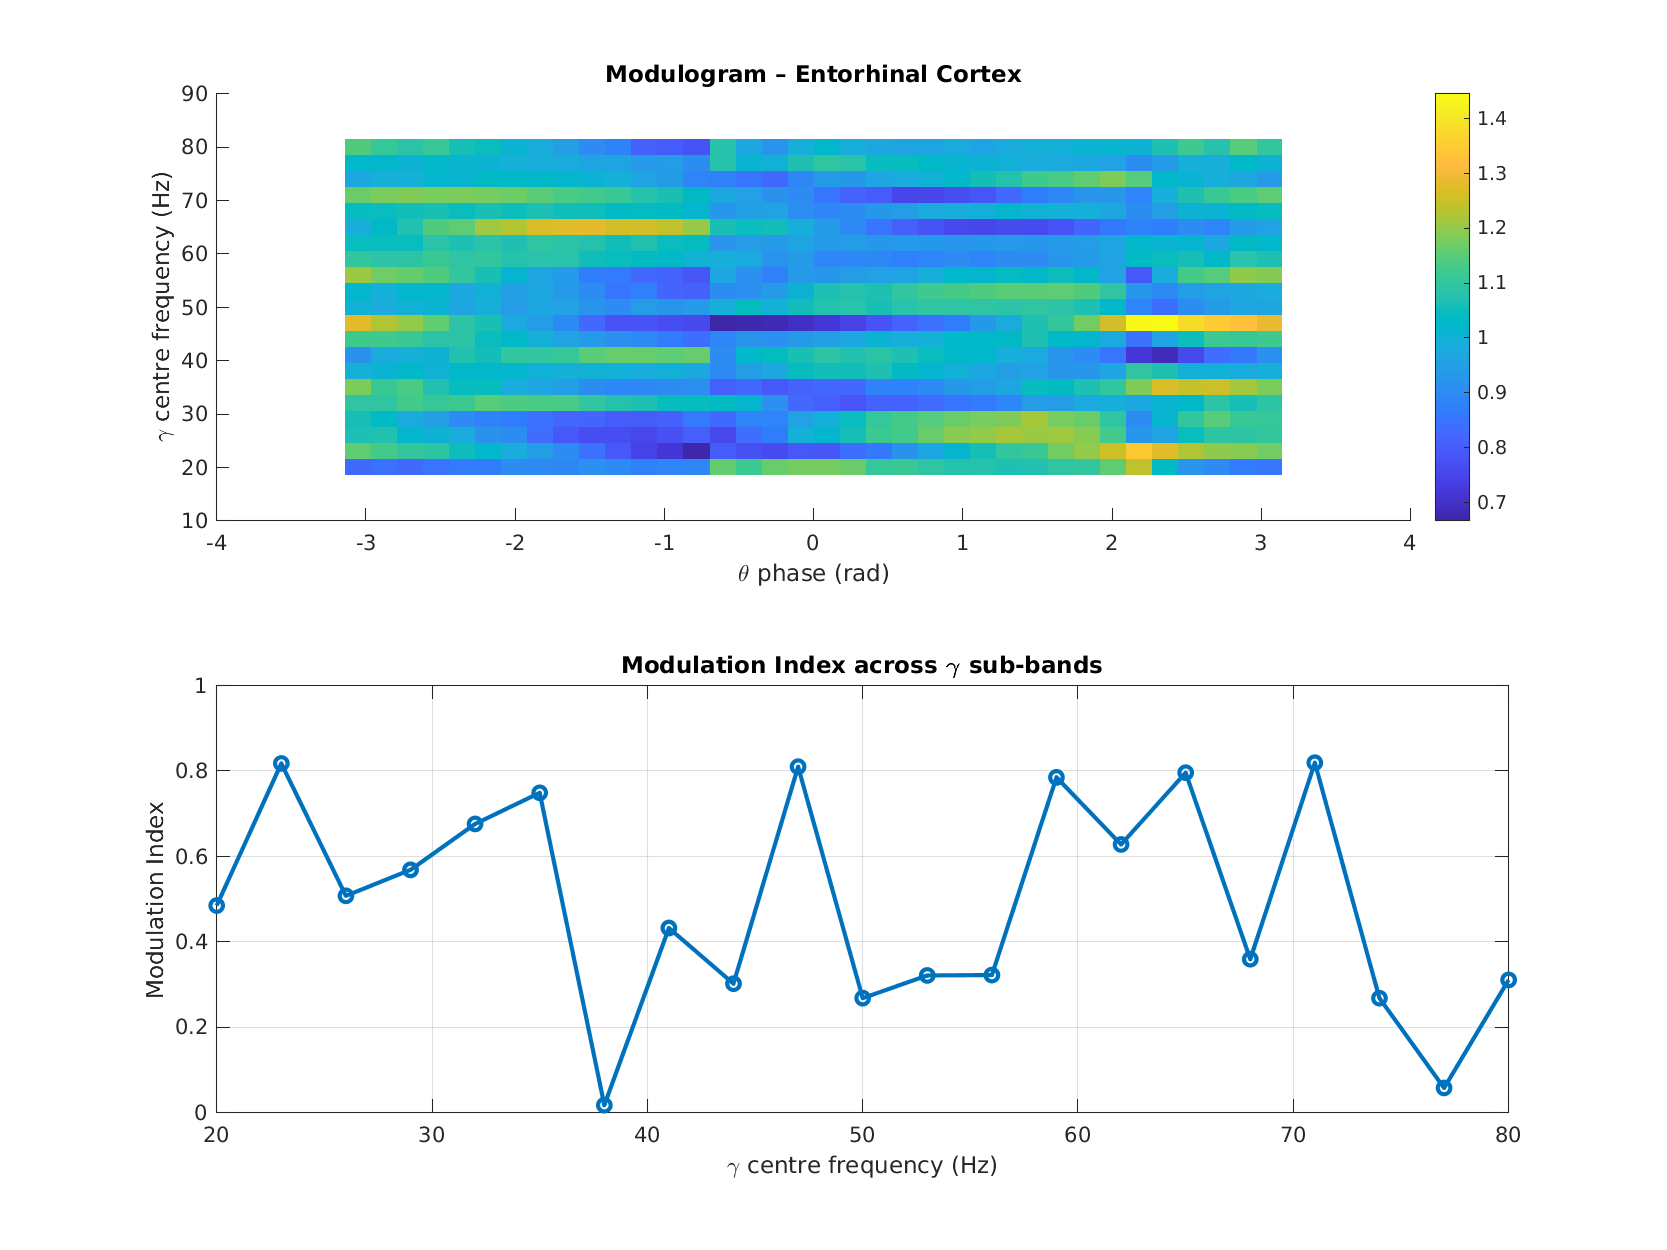 Modulogram – Entorhinal Cortex
90
80
70
60
50
40
30
20
10
γ centre frequency (Hz)
-4 -3 -2 -1 0 1 2 3 4
θ phase (rad)
1.4
1.3
1.2
1.1
1
0.9
0.8
0.7
Modulation Index across γ sub-bands
1
0.8
0.6
0.4
0.2
0
Modulation Index
20 30 40 50 60 70 80
γ centre frequency (Hz)